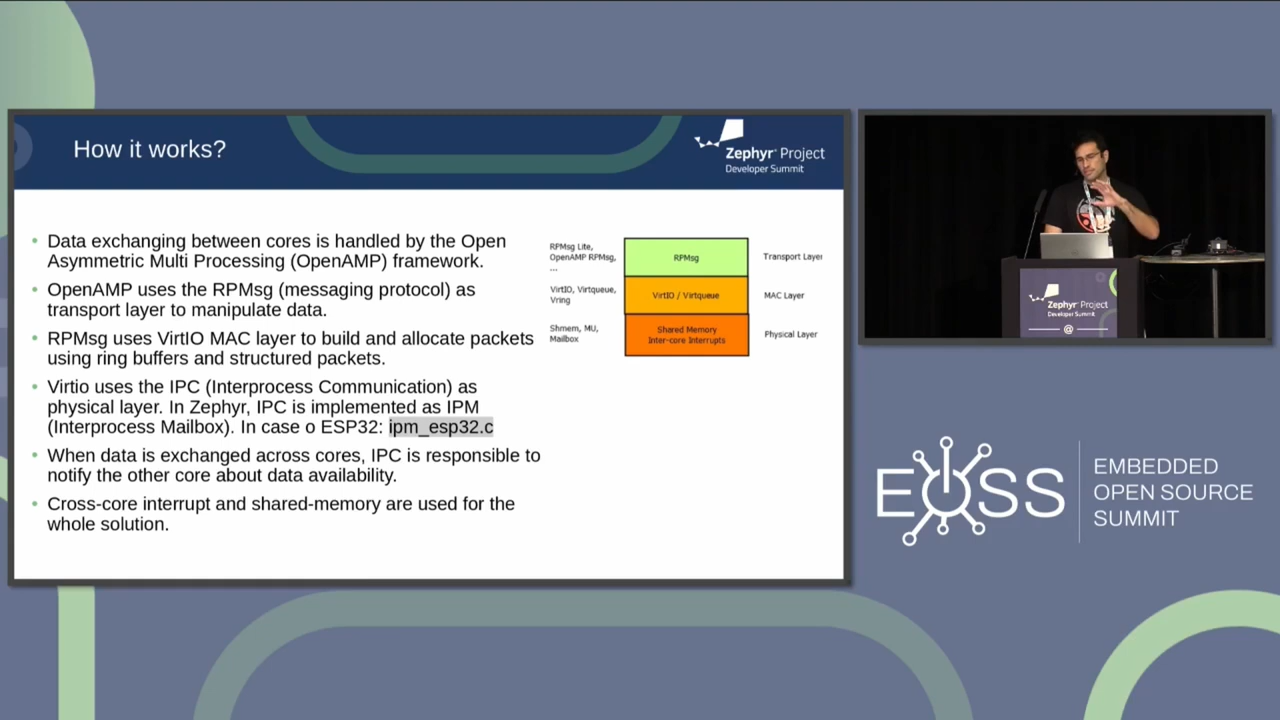 How it works?
Zephyr Project
Developer Summit
• Data exchanging between cores is handled by the Open
Asymmetric Multi Processing (OpenAMP) framework.
• OpenAMP uses the RPMsg (messaging protocol) as
transport layer to manipulate data.
• RPMsg uses VirtIO MAC layer to build and allocate packets
using ring buffers and structured packets.
• Virtio uses the IPC (Interprocess Communication) as
physical layer. In Zephyr, IPC is implemented as IPM
(Interprocess Mailbox). In case o ESP32: ipm_esp32.c
• When data is exchanged across cores, IPC is responsible to
notify the other core about data availability.
• Cross-core interrupt and shared-memory are used for the
whole solution.
RPMsg Lite,
OpenAMP RPMsg,
...
RPMsg
Transport Layer
VirtIO, Virtqueue,
Vring
VirtIO / Virtqueue
MAC Layer
Shmem, MU,
Mailbox
Shared Memory
Inter-core Interrupts
Physical Layer
Zephyr Project
Developer Summit
@
EOSS
EMBEDDED
OPEN SOURCE
SUMMIT